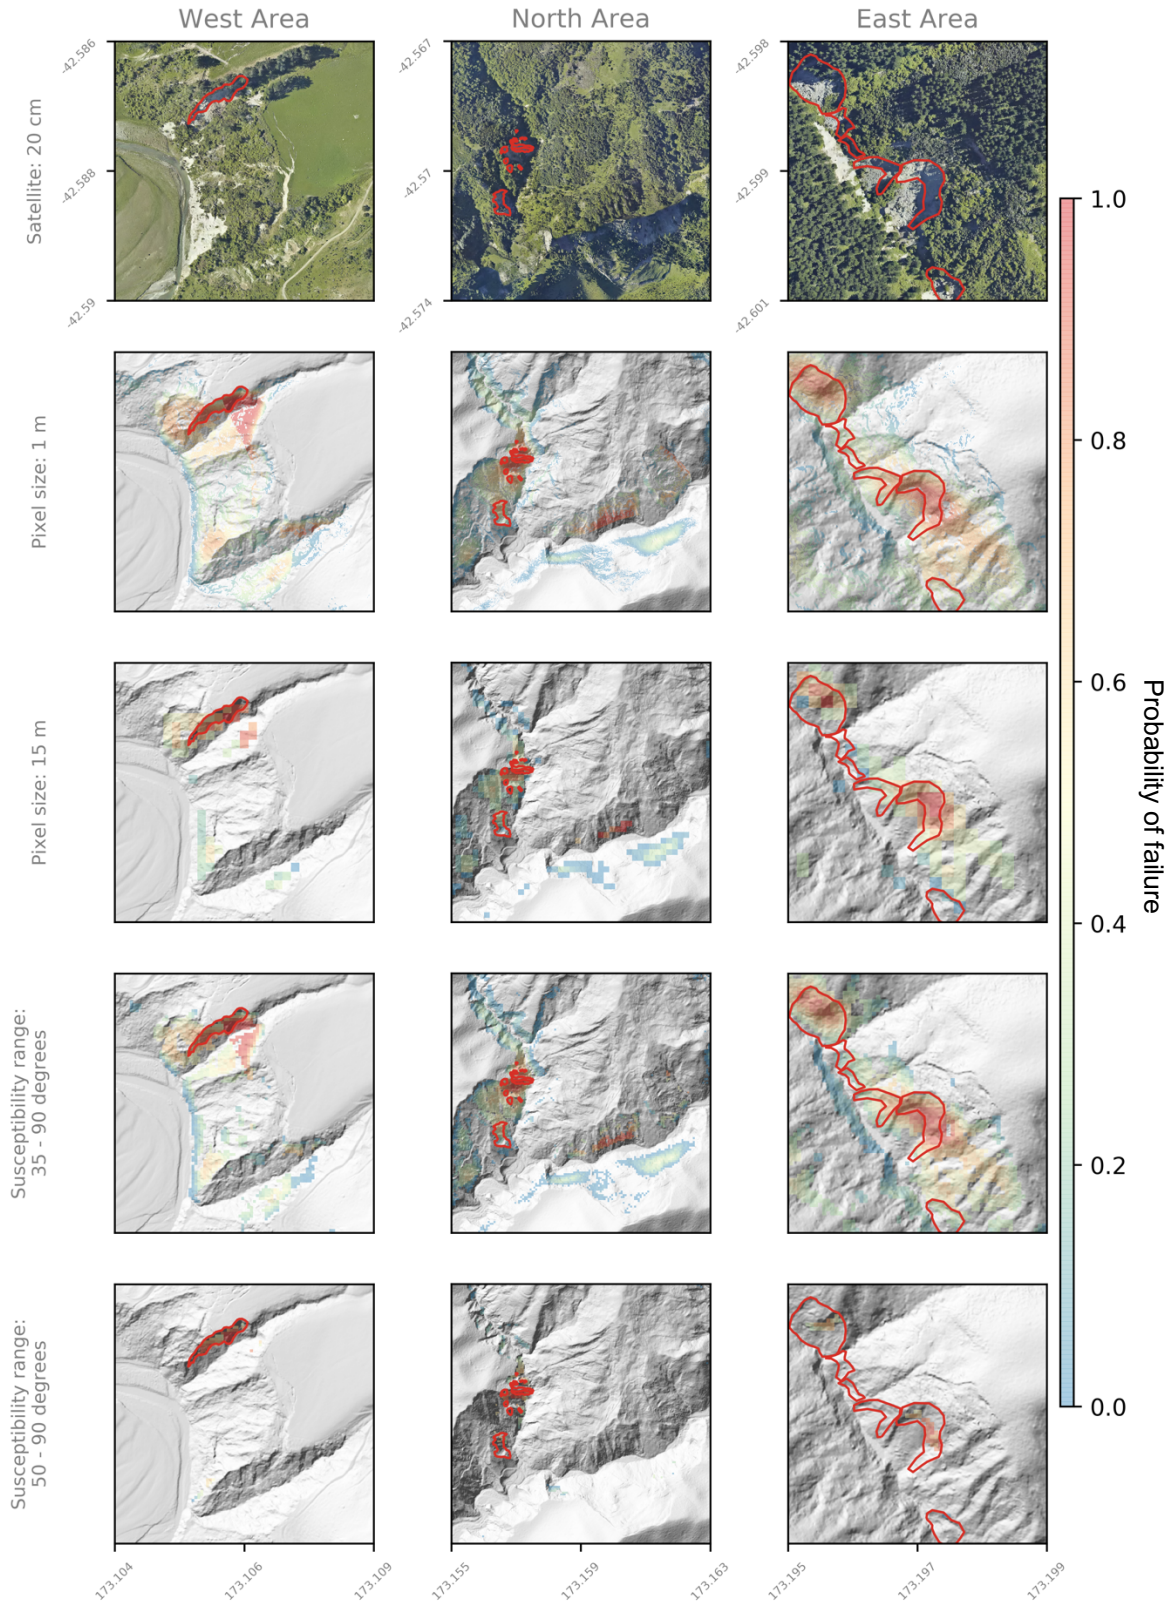 West Area
North Area
East Area
Satellite: 20 cm
-42.586
-42.588
-42.59
-42.567
-42.57
-42.574
-42.598
-42.599
-42.601
Pixel size: 1 m
Pixel size: 15 m
Susceptibility range:
35 - 90 degrees
Susceptibility range:
50 - 90 degrees
173.104
173.106
173.109
173.155
173.159
173.163
173.195
173.197
173.199
1.0
0.8
0.6
0.4
0.2
0.0
Probability of failure